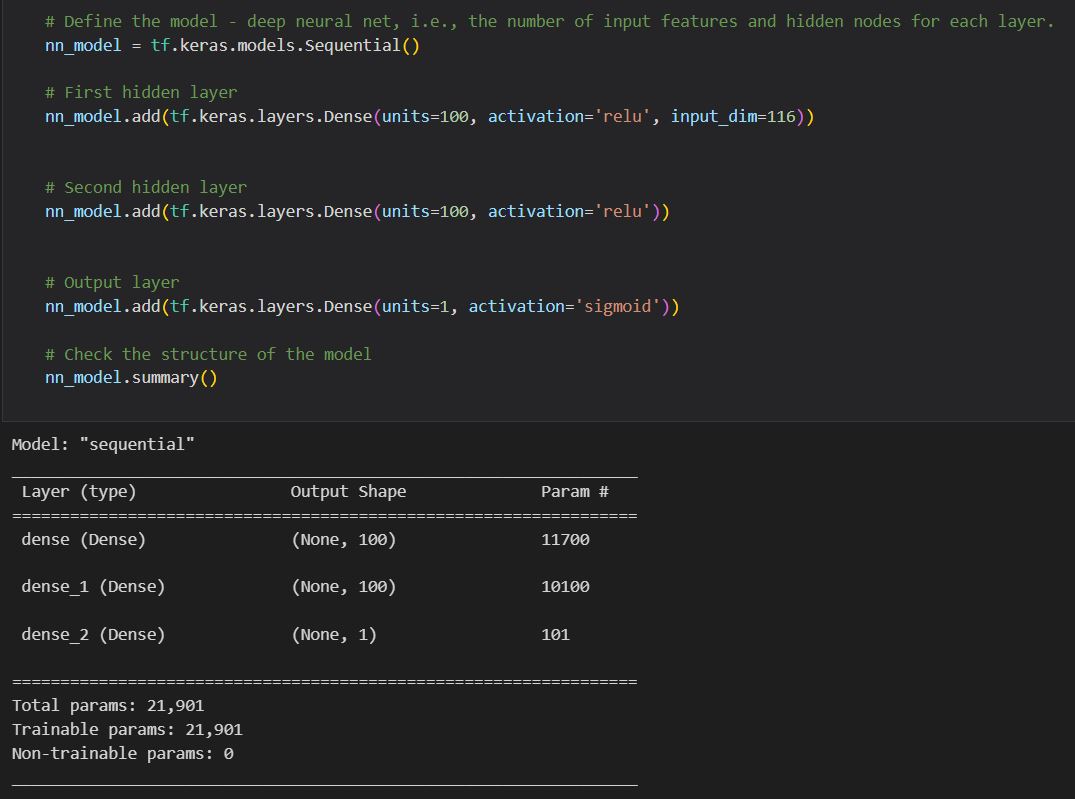 # Define the model - deep neural net, i.e., the number of input features and hidden nodes for each layer.
nn_model = tf.keras.models.Sequential()
# First hidden layer
nn_model.add(tf.keras.layers.Dense(units=100, activation='relu', input_dim=116))
# Second hidden layer
nn_model.add(tf.keras.layers.Dense(units=100, activation='relu'))
# Output layer
nn_model.add(tf.keras.layers.Dense(units=1, activation='sigmoid'))
# Check the structure of the model
nn_model.summary()
Model: "sequential"
_________________________________________________________________
Layer (type) Output Shape Param #
=================================================================
dense (Dense) (None, 100) 11700
dense_1 (Dense) (None, 100) 10100
dense_2 (Dense) (None, 1) 101
=================================================================
Total params: 21,901
Trainable params: 21,901
Non-trainable params: 0
_________________________________________________________________